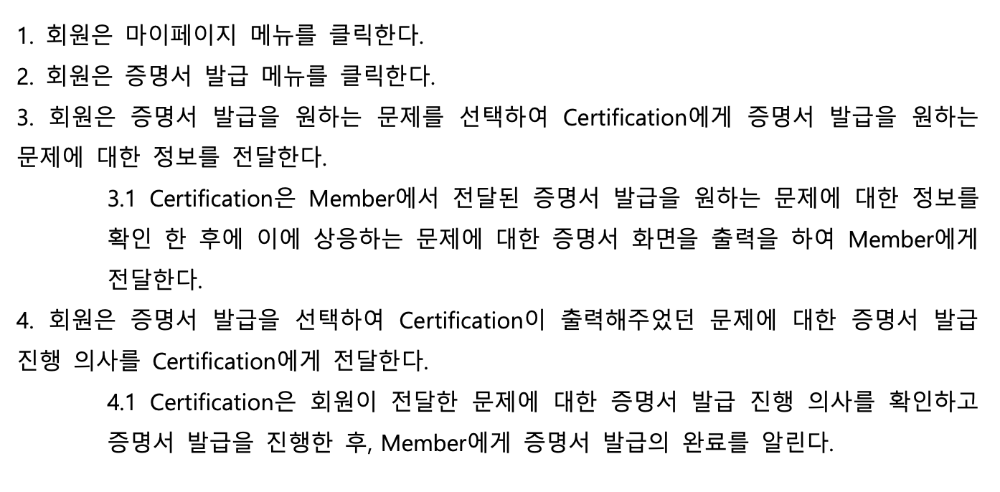 1. 회원은 마이페이지 메뉴를 클릭한다.
2. 회원은 증명서 발급 메뉴를 클릭한다.
3. 회원은 증명서 발급을 원하는 문제를 선택하여 Certification에게 증명서 발급을 원하는
문제에 대한 정보를 전달한다.
3.1 Certification은 Member에서 전달된 증명서 발급을 원하는 문제에 대한 정보를
확인 한 후에 이에 상응하는 문제에 대한 증명서 화면을 출력을 하여 Member에게
전달한다.
4. 회원은 증명서 발급을 선택하여 Certification이 출력해주었던 문제에 대한 증명서 발급
진행 의사를 Certification에게 전달한다.
4.1 Certification은 회원이 전달한 문제에 대한 증명서 발급 진행 의사를 확인하고
증명서 발급을 진행한 후, Member에게 증명서 발급의 완료를 알린다.